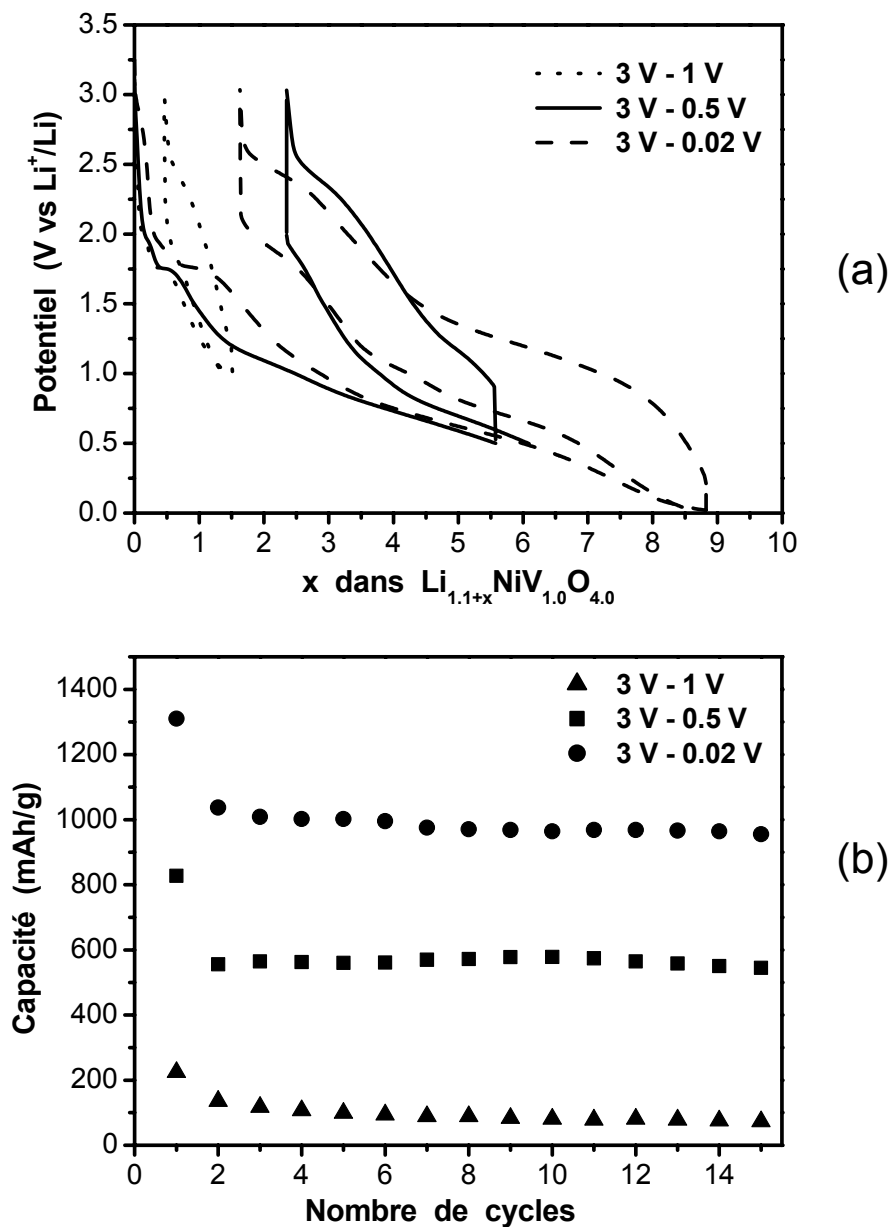 3.5
3.0
2.5
2.0
1.5
1.0
0.5
0.0
Potentiel (V vs Li⁺/Li)
3 V - 1 V
3 V - 0.5 V
3 V - 0.02 V
(a)
0 1 2 3 4 5 6 7 8 9 10
x dans Li₁.₁₊ₓNiV₁.₀O₄.₀
1400
1200
1000
800
600
400
200
0
Capacité (mAh/g)
3 V - 1 V
3 V - 0.5 V
3 V - 0.02 V
(b)
0 2 4 6 8 10 12 14
Nombre de cycles